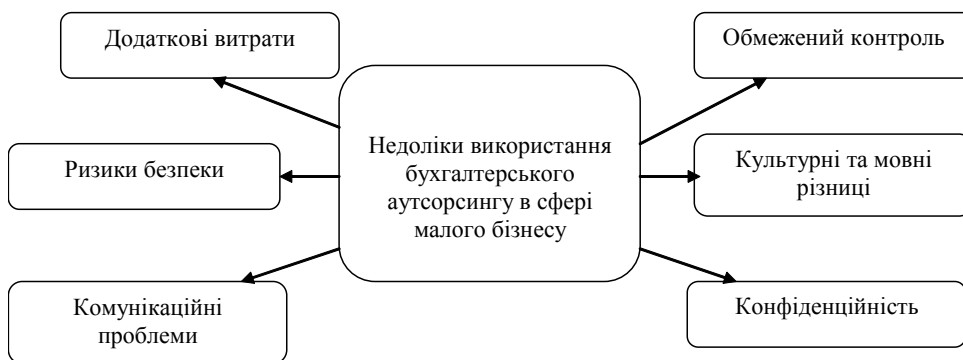 Додаткові витрати
Обмежений контроль
Недоліки використання
бухгалтерського
аутсорсингу в сфері
малого бізнесу
Ризики безпеки
Культурні та мовні
різниці
Комунікаційні
проблеми
Конфіденційність